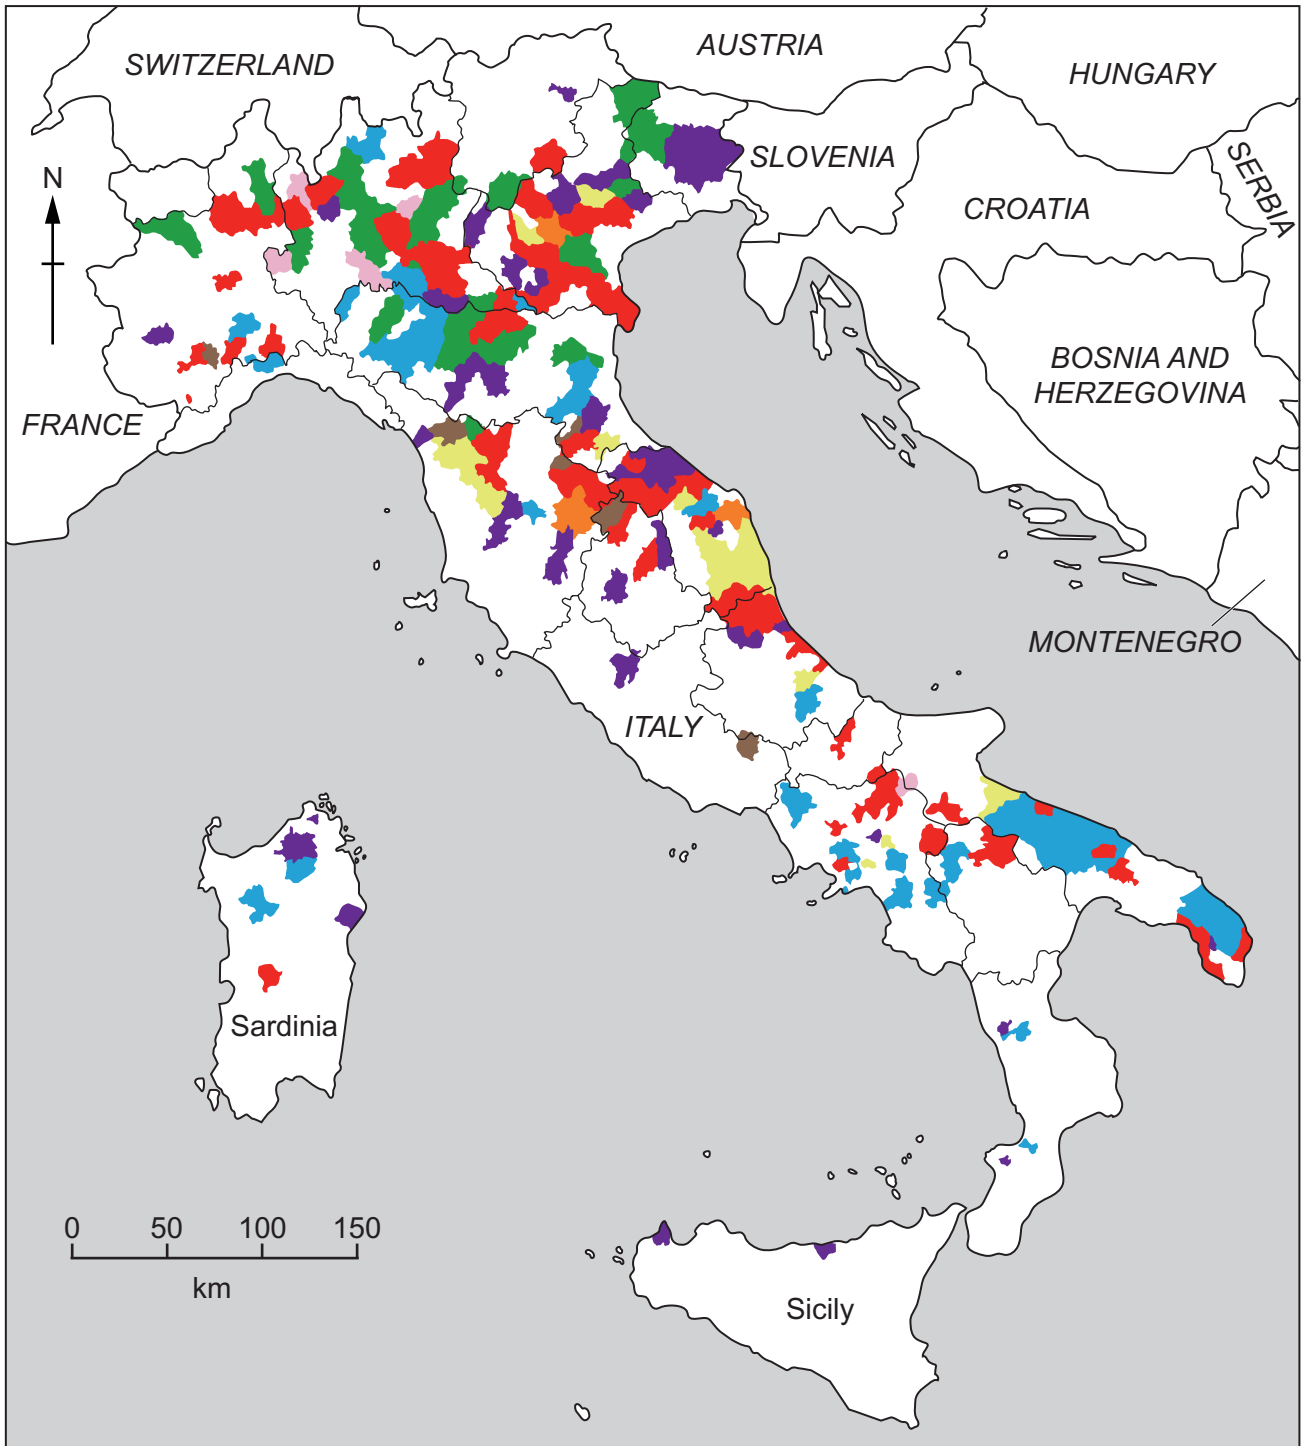 AUSTRIA
SWITZERLAND
HUNGARY
SLOVENIA
SERBIA
N
CROATIA
BOSNIA AND
HERZEGOVINA
FRANCE
MONTENEGRO
ITALY
Sardinia
0 50 100 150
km
Sicily